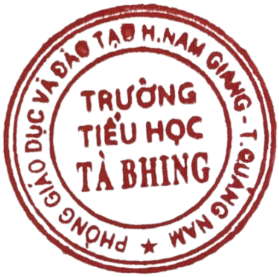 PHÒNG GIÁO DỤC VÀ ĐÀO TẠO H.NAM GIANG - T.QUẢNG NAM
TRƯỜNG
TIỂU HỌC
TÀ BHING